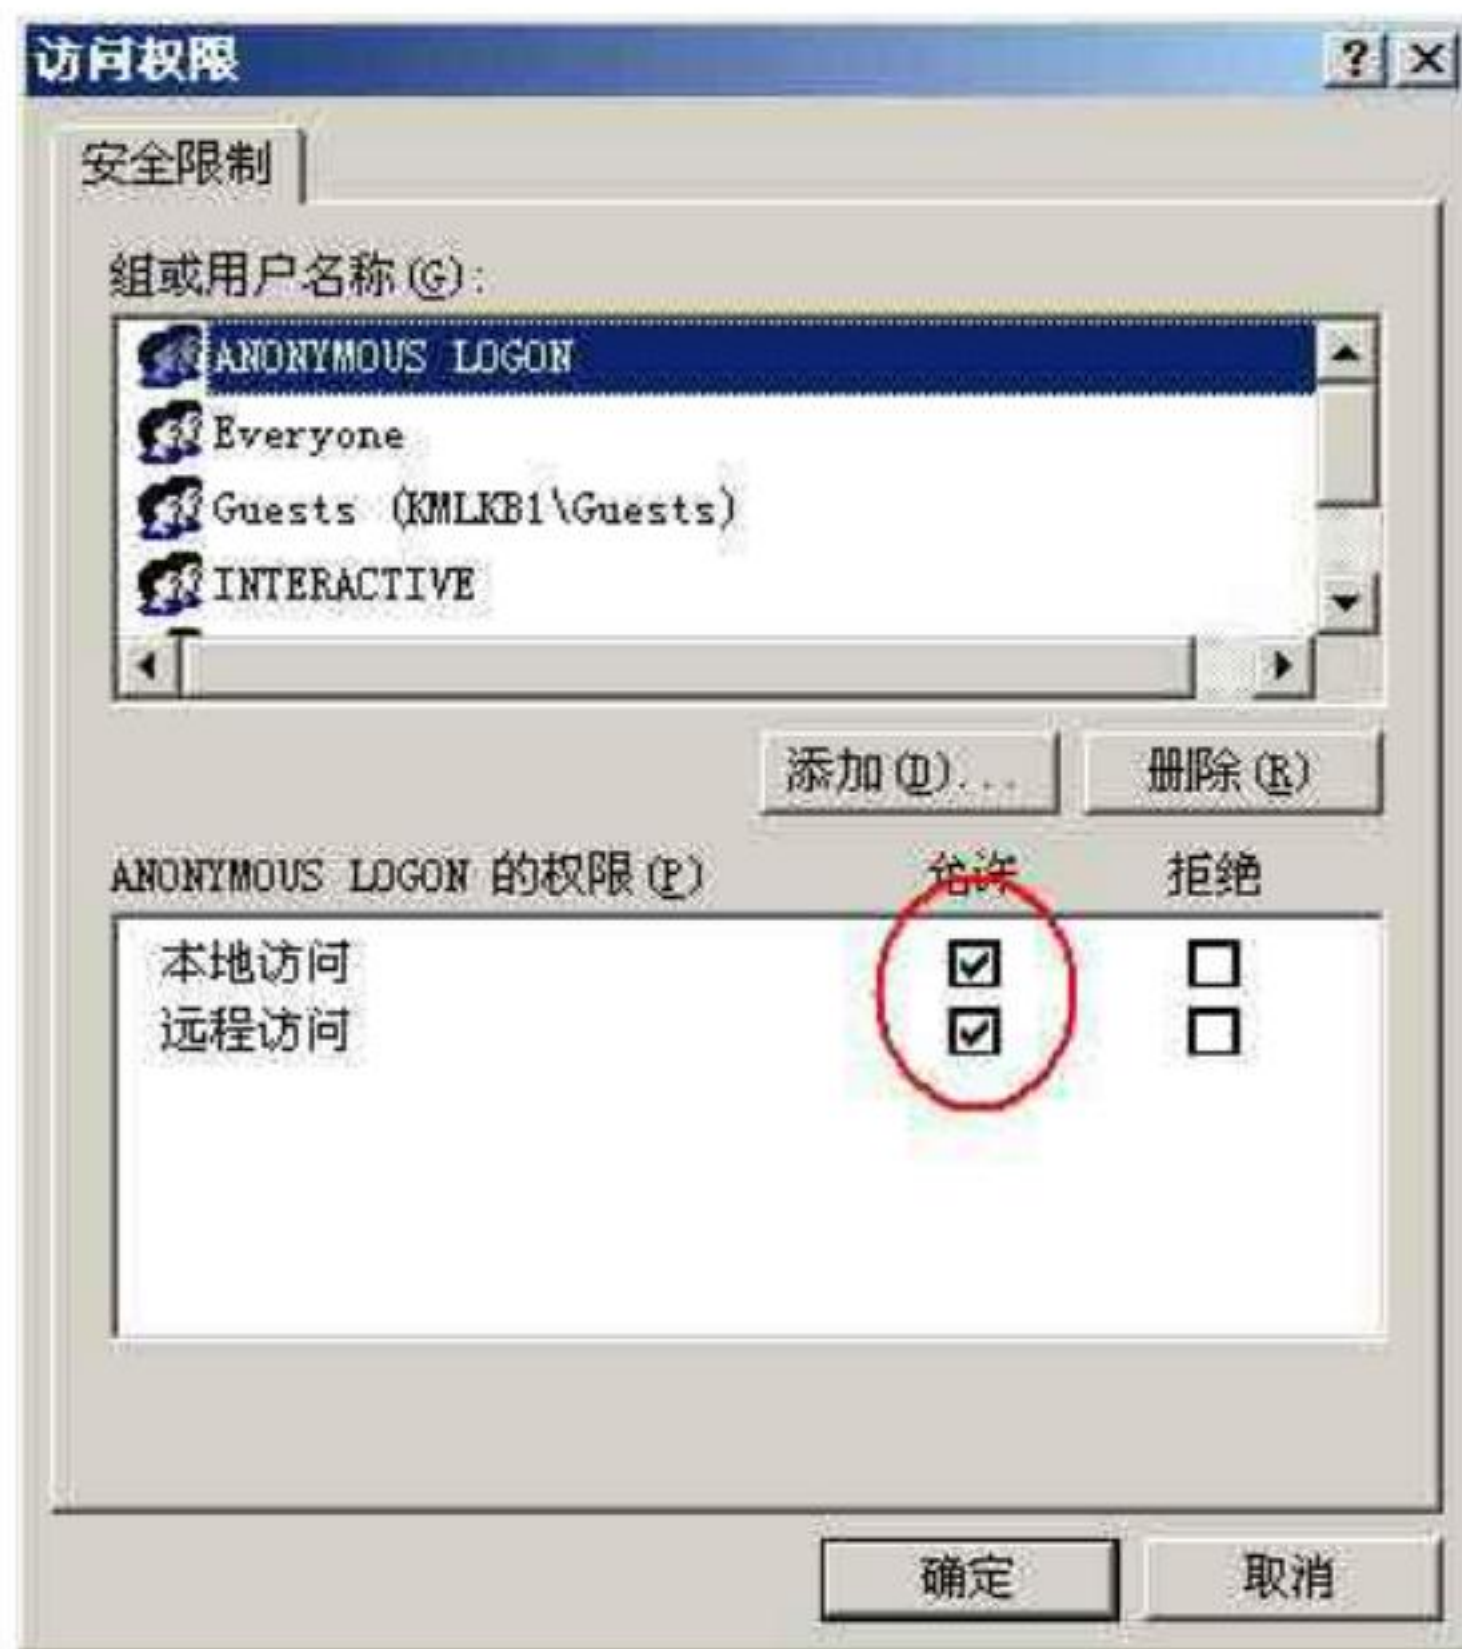 访问权限
安全限制
组或用户名称(G):
ANONYMOUS LOGON
Everyone
Guests (KMLKB1\Guests)
INTERACTIVE
添加(D)... 删除(R)
ANONYMOUS LOGON 的权限(P) 允许 拒绝
本地访问
远程访问
确定 取消